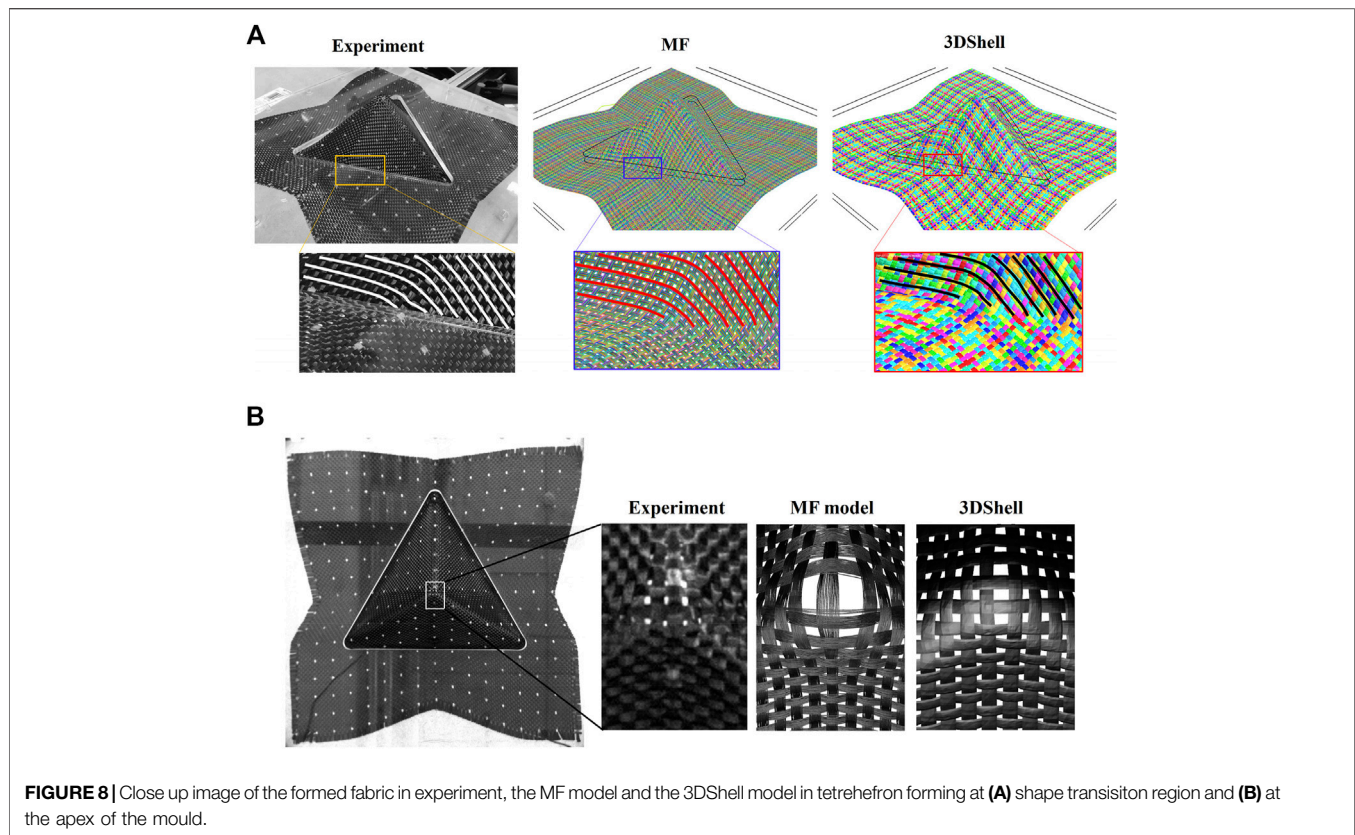 A
Experiment
MF
3DShell
B
Experiment
MF model
3DShell
FIGURE 8 | Close up image of the formed fabric in experiment, the MF model and the 3DShell model in tetrehefron forming at (A) shape transisiton region and (B) at
the apex of the mould.